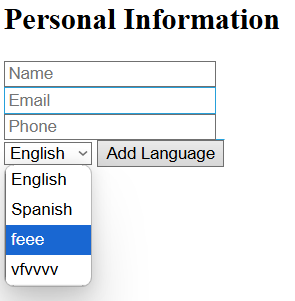 Personal Information
Name
Email
Phone
English Add Language
English
Spanish
feee
vfvvvv